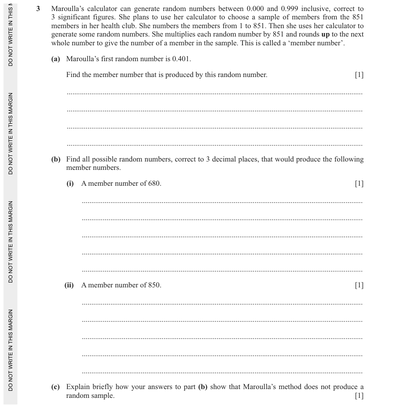 DO NOT WRITE IN THIS
DO NOT WRITE IN THIS MARGIN
DO NOT WRITE IN THIS MARGIN
DO NOT WRITE IN THIS MARGIN
3 Maroulla's calculator can generate random numbers between 0.000 and 0.999 inclusive, correct to
3 significant figures. She plans to use her calculator to choose a sample of members from the 851
members in her health club. She numbers the members from 1 to 851. Then she uses her calculator to
generate some random numbers. She multiplies each random number by 851 and rounds up to the next
whole number to give the number of a member in the sample. This is called a 'member number'.
(a) Maroulla's first random number is 0.401.
Find the member number that is produced by this random number. [1]
(b) Find all possible random numbers, correct to 3 decimal places, that would produce the following
member numbers.
(i) A member number of 680. [1]
(ii) A member number of 850. [1]
(c) Explain briefly how your answers to part (b) show that Maroulla's method does not produce a
random sample. [1]